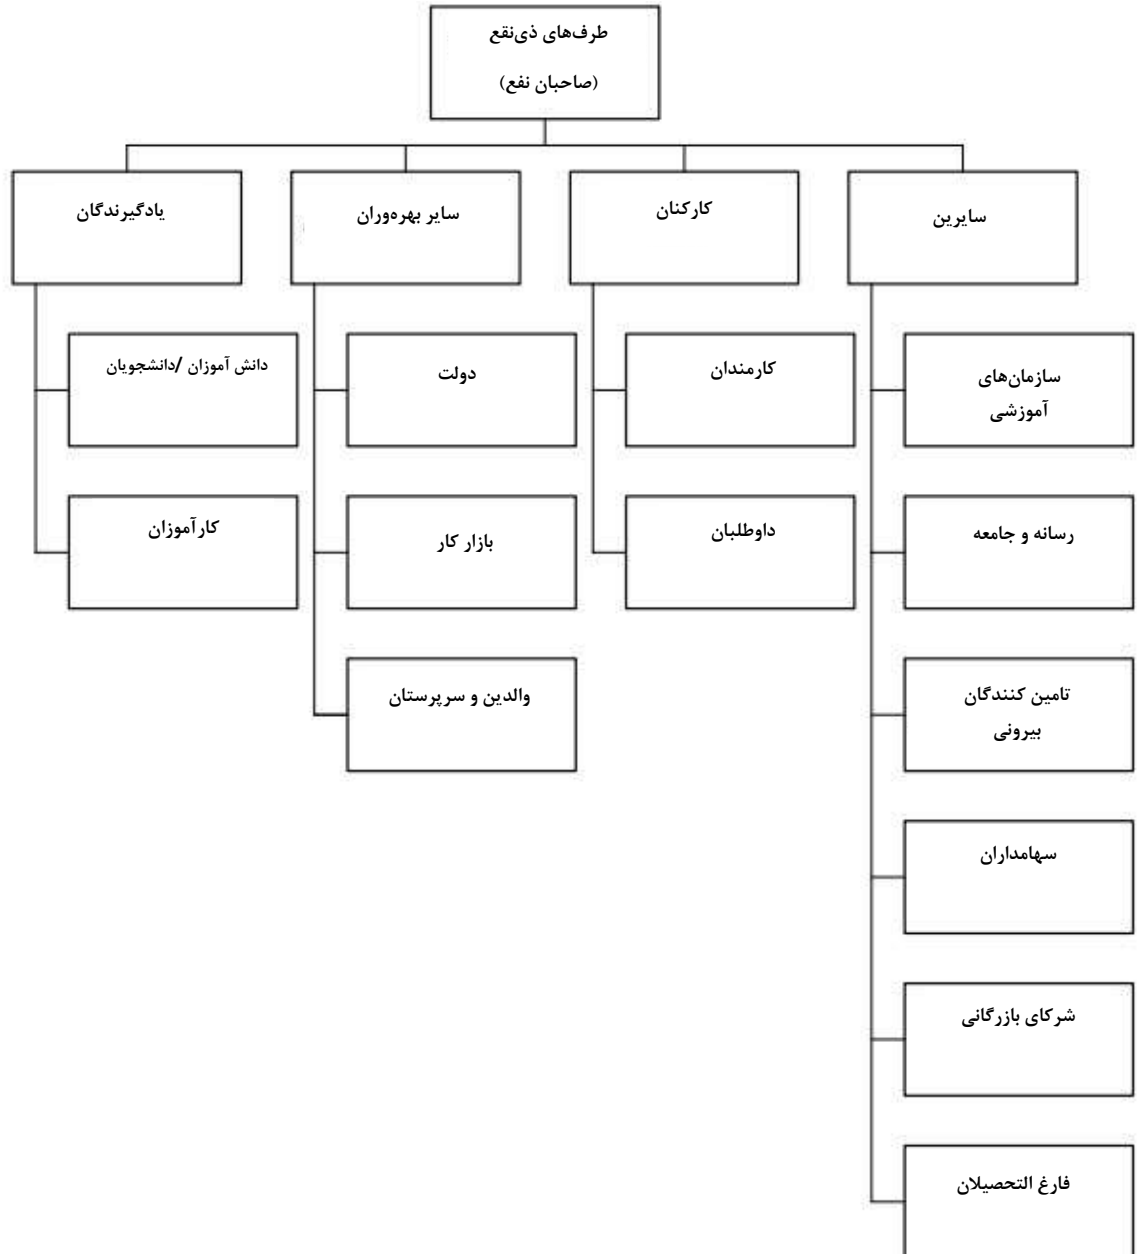 طرف‌های ذی‌نقع
(صاحبان نفع)
سایرین
کارکنان
سایر بهره‌وران
یادگیرندگان
سازمان‌های
آموزشی
کارمندان
دولت
دانش آموزان /دانشجویان
رسانه و جامعه
داوطلبان
بازار کار
کارآموزان
تامین کنندگان
بیرونی
والدین و سرپرستان
سهامداران
شرکای بازرگانی
فارغ التحصیلان